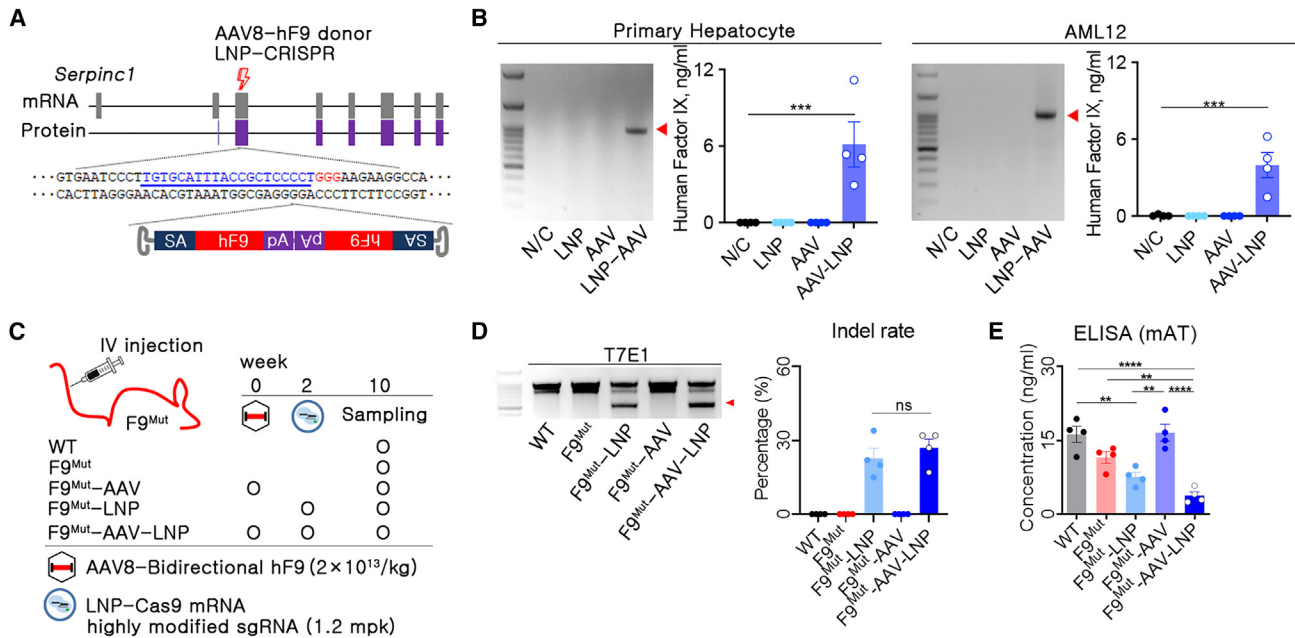 A
AAV8-hF9 donor
LNP-CRISPR
Serpinc1
mRNA
Protein
···GTGAATCCCTTGTGCATTTACCGCTCCCCTGGGAAGAAGGCCA···
···CACTTAGGGAACACGTAAATGGCGAGGGGACCCTTCTTCCGGT···
SA hF9 pA pA hF9 SA
B
Primary Hepatocyte
Human Factor IX, ng/ml
12
6
0
***
N/C LNP AAV LNP-AAV
N/C LNP AAV AAV-LNP
AML12
Human Factor IX, ng/ml
12
6
0
***
N/C LNP AAV LNP-AAV
N/C LNP AAV AAV-LNP
C
IV injection
F9Mut
week
0 2 10
Sampling
WT O
F9Mut O
F9Mut-AAV O O
F9Mut-LNP O O
F9Mut-AAV-LNP O O O
AAV8-Bidirectional hF9 (2×10¹³/kg)
LNP-Cas9 mRNA
highly modified sgRNA (1.2 mpk)
D
T7E1
WT F9Mut F9Mut-LNP F9Mut-AAV F9Mut-AAV-LNP
Indel rate
Percentage (%)
60
30
0
ns
WT F9Mut F9Mut-LNP F9Mut-AAV F9Mut-AAV-LNP
E
ELISA (mAT)
Concentration (ng/ml)
30
15
0
****
**
** ****
**
WT F9Mut F9Mut-LNP F9Mut-AAV F9Mut-AAV-LNP